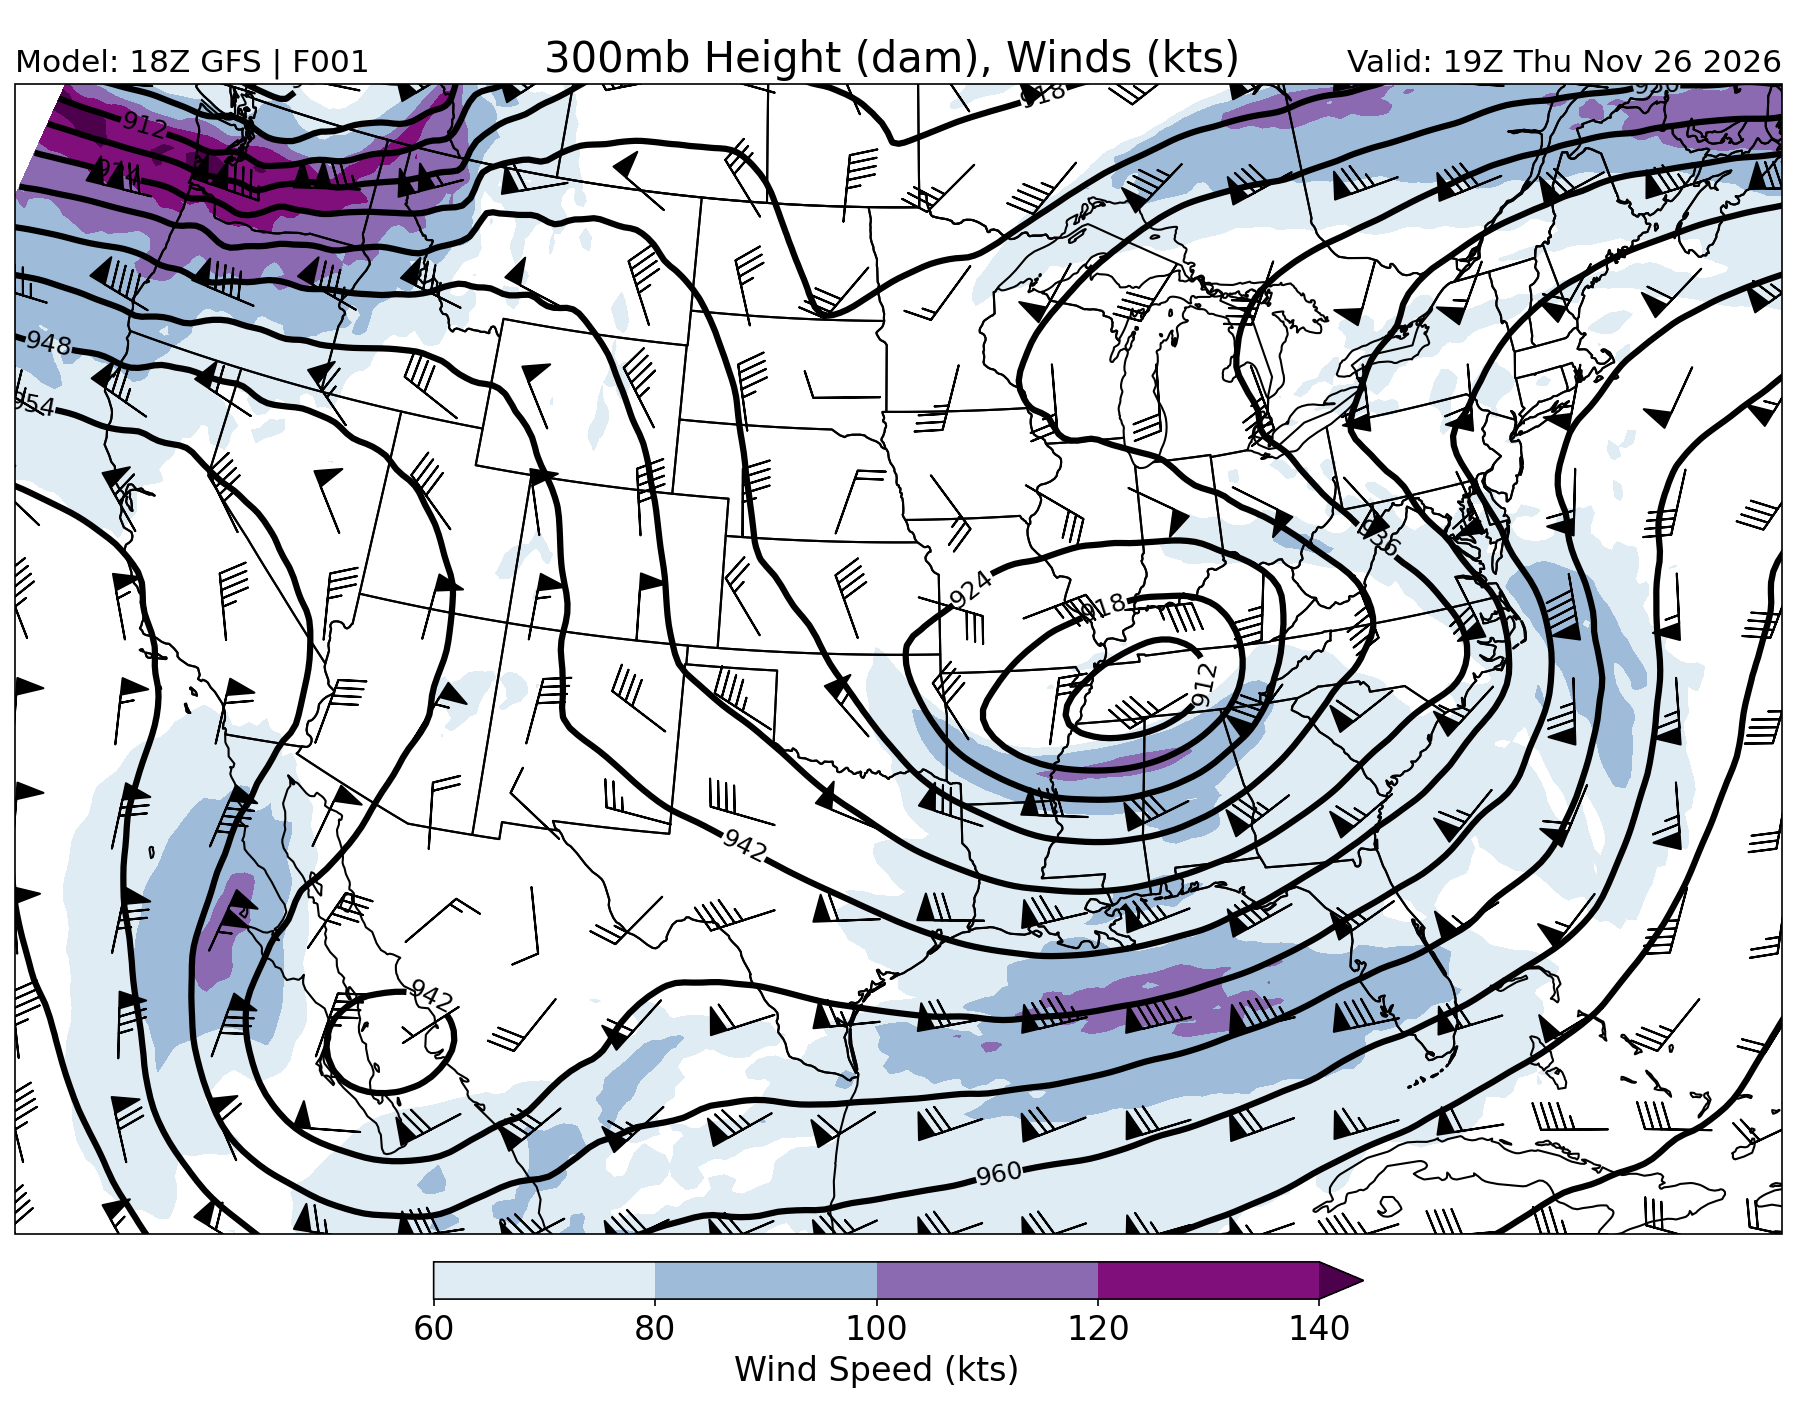 Model: 18Z GFS | F001
300mb Height (dam), Winds (kts)
Valid: 19Z Thu Nov 26 2026
912
918
924
948
954
924
918
936
912
942
942
960
60 80 100 120 140
Wind Speed (kts)